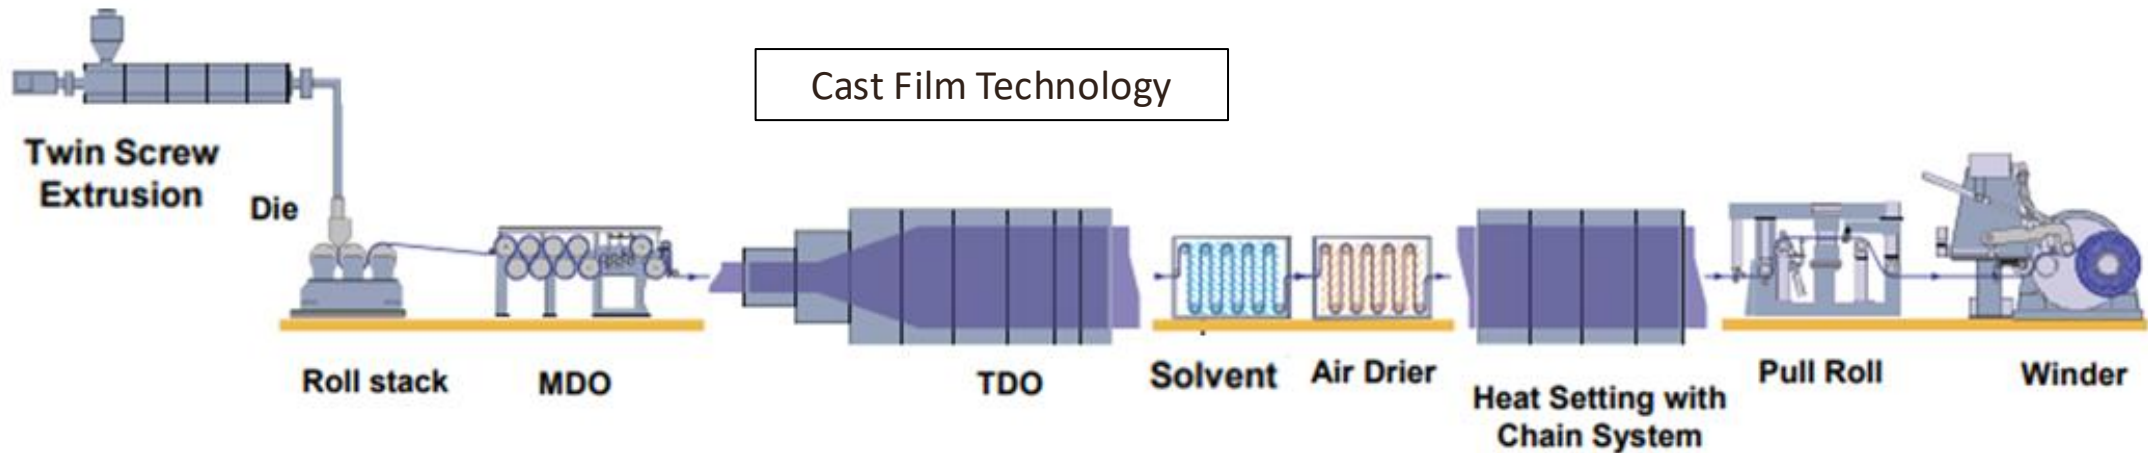 Cast Film Technology
Twin Screw
Extrusion
Die
Roll stack
MDO
TDO
Solvent
Air Drier
Heat Setting with
Chain System
Pull Roll
Winder